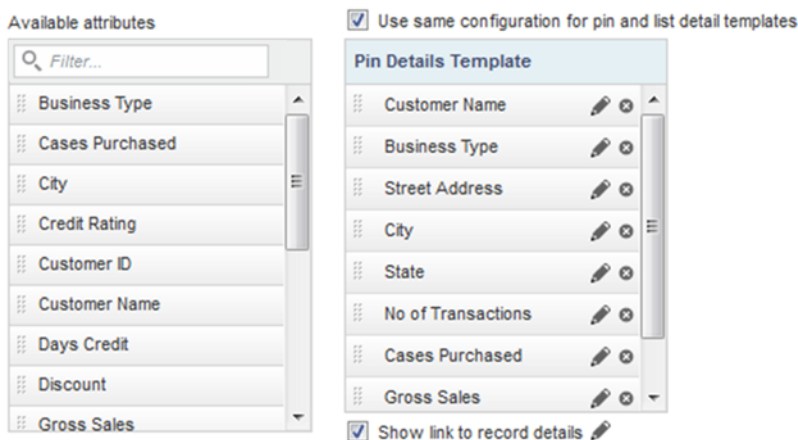 Available attributes
Filter...
Business Type
Cases Purchased
City
Credit Rating
Customer ID
Customer Name
Days Credit
Discount
Gross Sales
Use same configuration for pin and list detail templates
Pin Details Template
Customer Name
Business Type
Street Address
City
State
No of Transactions
Cases Purchased
Gross Sales
Show link to record details